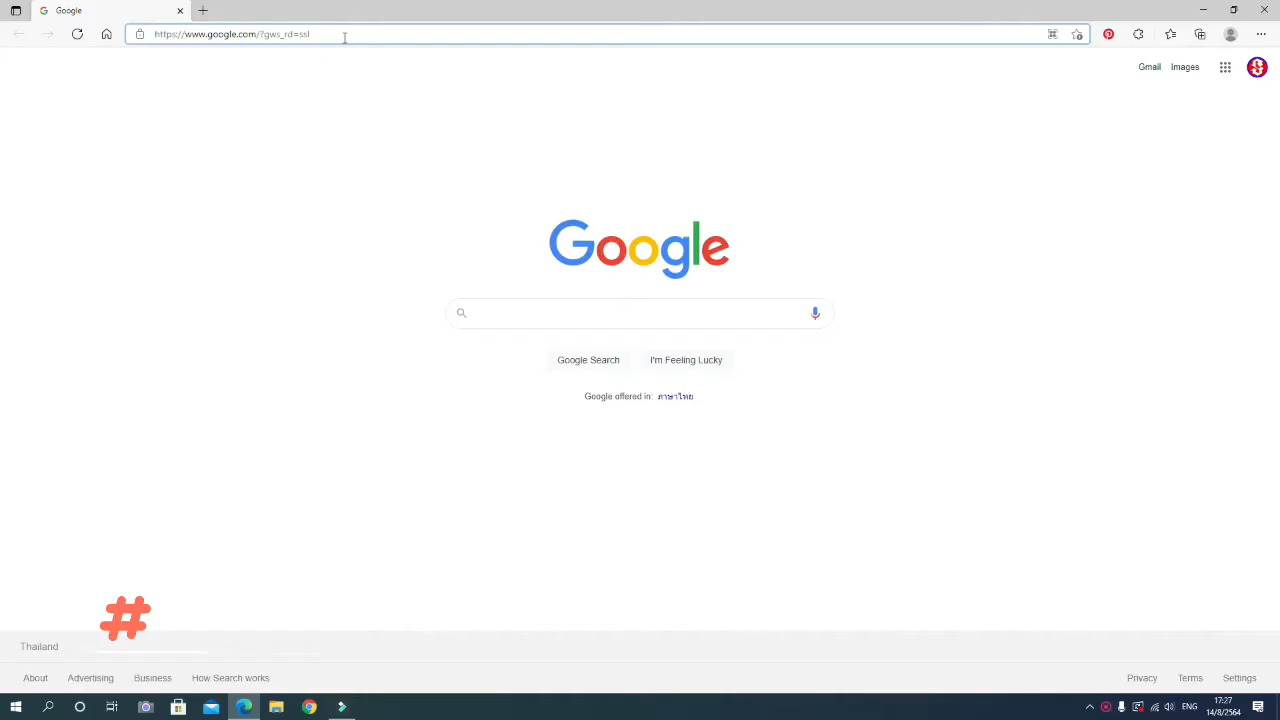 Google
https://www.google.com/?gws_rd=ssl
Gmail Images
Google
Google Search I'm Feeling Lucky
Google offered in: ภาษาไทย
#
Thailand
About Advertising Business How Search works
Privacy Terms Settings
ENG
17:27
14/8/2564